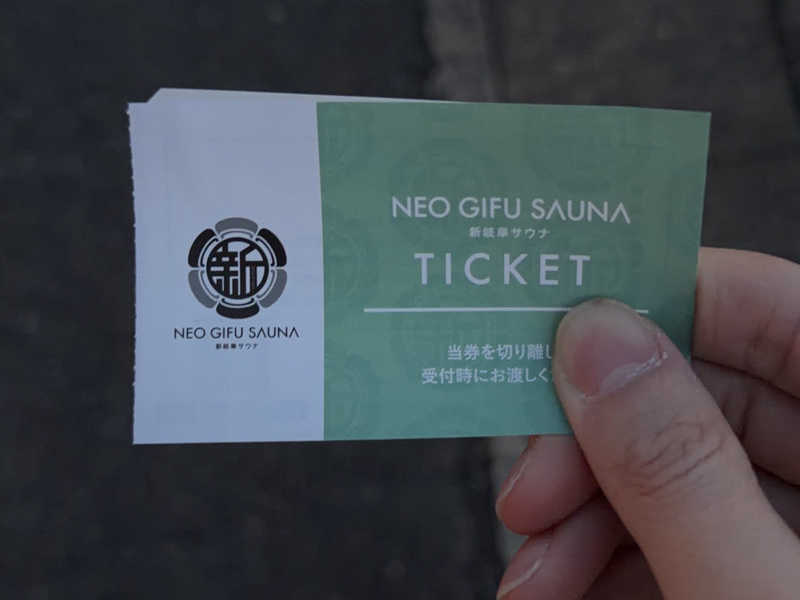 新
NEO GIFU SAUNA
新岐阜サウナ
NEO GIFU SAUNA
新岐阜サウナ
TICKET
当券を切り離し
受付時にお渡しく